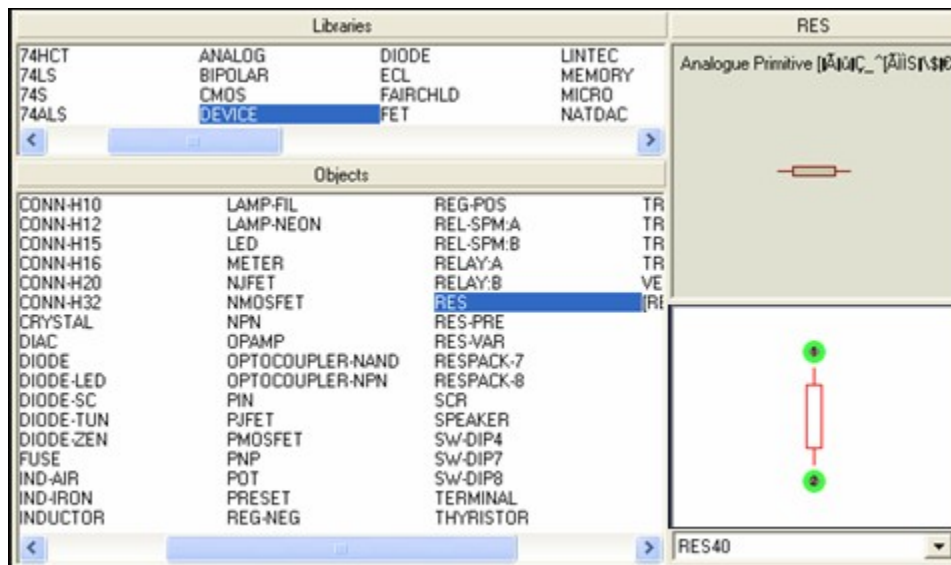 Libraries
74HCT ANALOG DIODE LINTEC
74LS BIPOLAR ECL MEMORY
74S CMOS FAIRCHLD MICRO
74ALS DEVICE FET NATDAC
Objects
CONN-H10 LAMP-FIL REG-POS TR
CONN-H12 LAMP-NEON REL-SPM:A TR
CONN-H15 LED REL-SPM:B TR
CONN-H16 METER RELAY:A TR
CONN-H20 NJFET RELAY:B VE
CONN-H32 NMOSFET RES [RE
CRYSTAL NPN RES-PRE
DIAC OPAMP RES-VAR
DIODE OPTOCOUPLER-NAND RESPACK-7
DIODE-LED OPTOCOUPLER-NPN RESPACK-8
DIODE-SC PIN SCR
DIODE-TUN PJFET SPEAKER
DIODE-ZEN PMOSFET SW-DIP4
FUSE PNP SW-DIP7
IND-AIR POT SW-DIP8
IND-IRON PRESET TERMINAL
INDUCTOR REG-NEG THYRISTOR
RES
Analogue Primitive
2
RES40